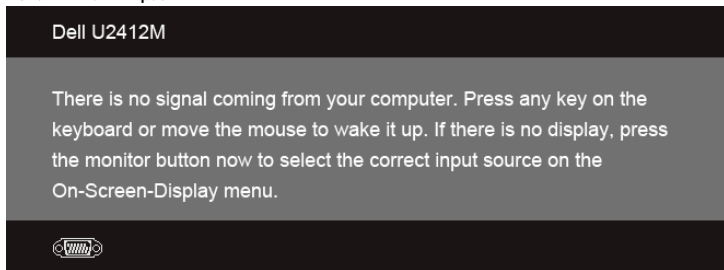 Dell U2412M
There is no signal coming from your computer. Press any key on the
keyboard or move the mouse to wake it up. If there is no display, press
the monitor button now to select the correct input source on the
On-Screen-Display menu.